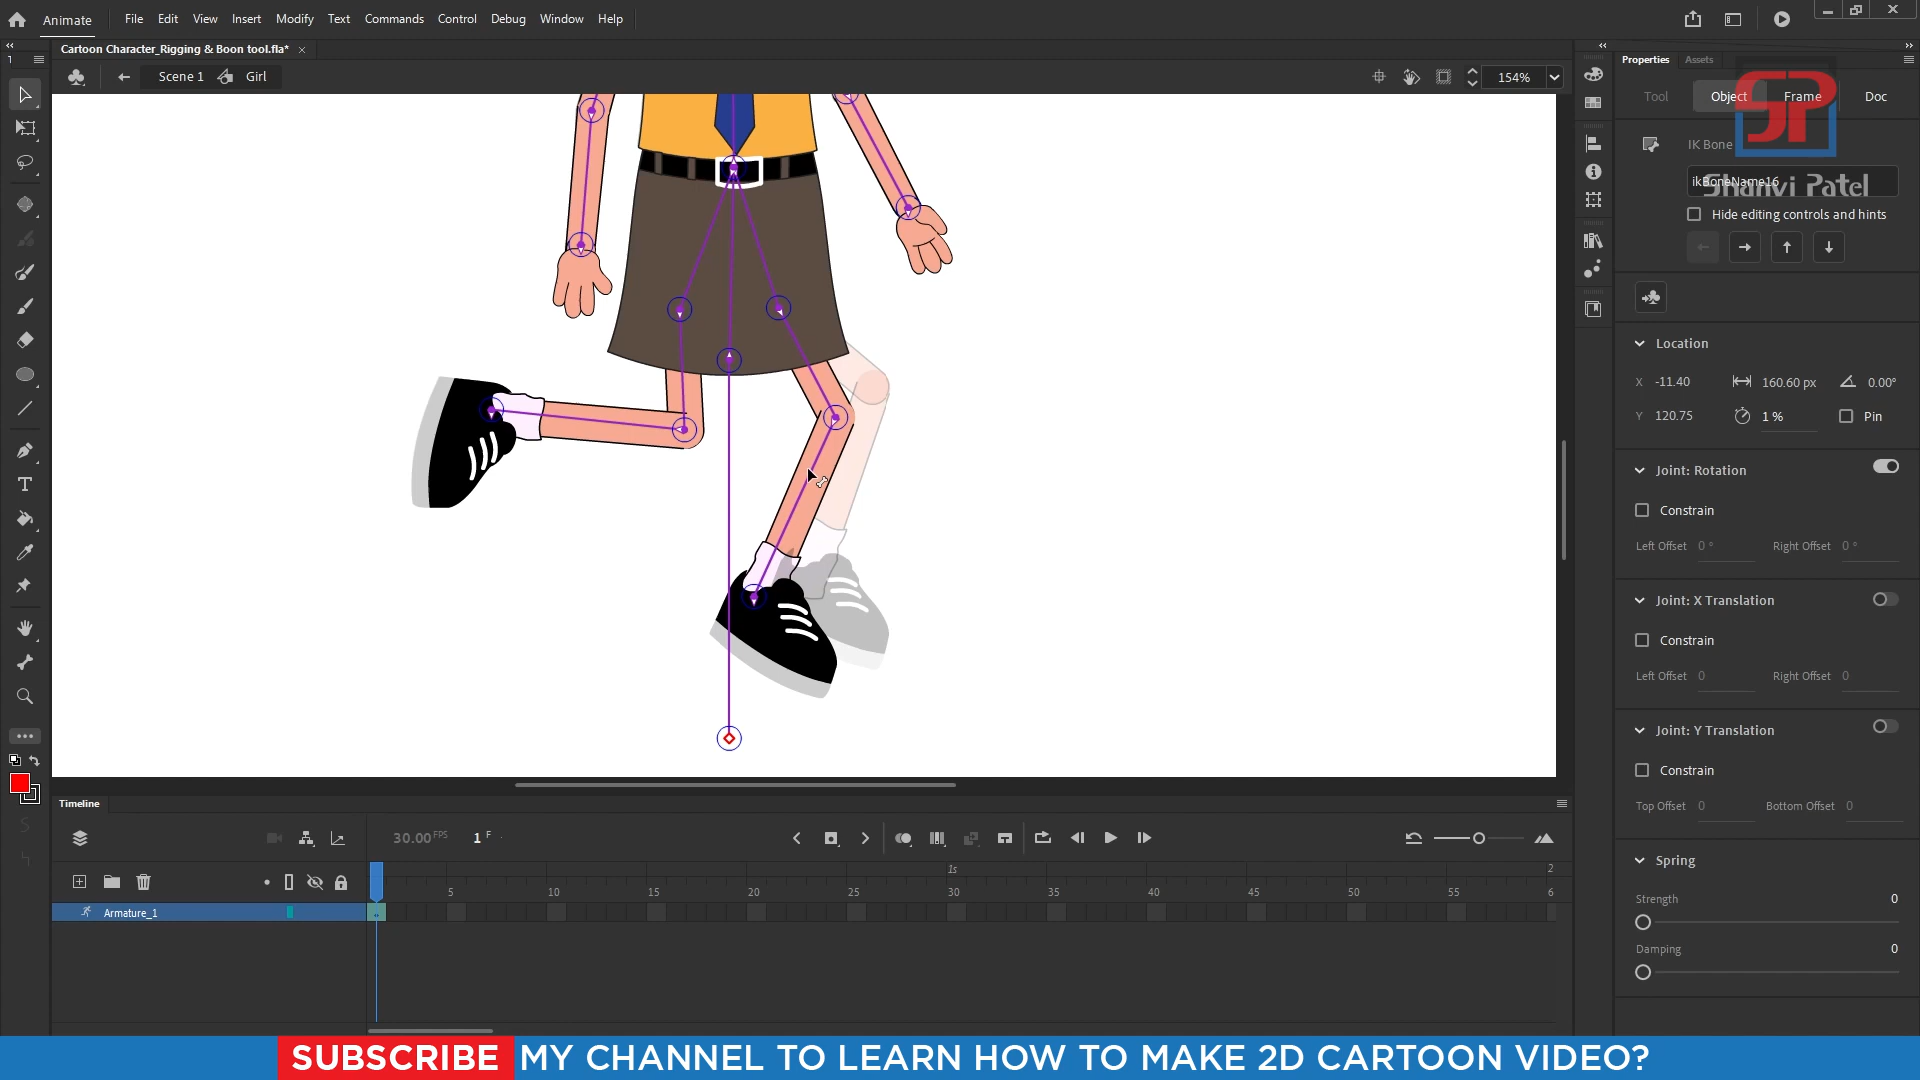 Animate
File Edit View Insert Modify Text Commands Control Debug Window Help
Cartoon Character_Rigging & Boon tool.fla* ×
Scene 1 Girl
154%
Properties Assets
Tool Object Frame Doc
SP
IK Bone
ikBoneName16
Shanvi Patel
Hide editing controls and hints
Location
X -11.40 160.60 px 0.00°
Y 120.75 1 % Pin
Joint: Rotation
Constrain
Left Offset 0 ° Right Offset 0 °
Joint: X Translation
Constrain
Left Offset 0 Right Offset 0
Joint: Y Translation
Constrain
Top Offset 0 Bottom Offset 0
Spring
Strength 0
Damping 0
Timeline
30.00 FPS 1 F
1s 2
5 10 15 20 25 30 35 40 45 50 55 6
Armature_1
SUBSCRIBE MY CHANNEL TO LEARN HOW TO MAKE 2D CARTOON VIDEO?